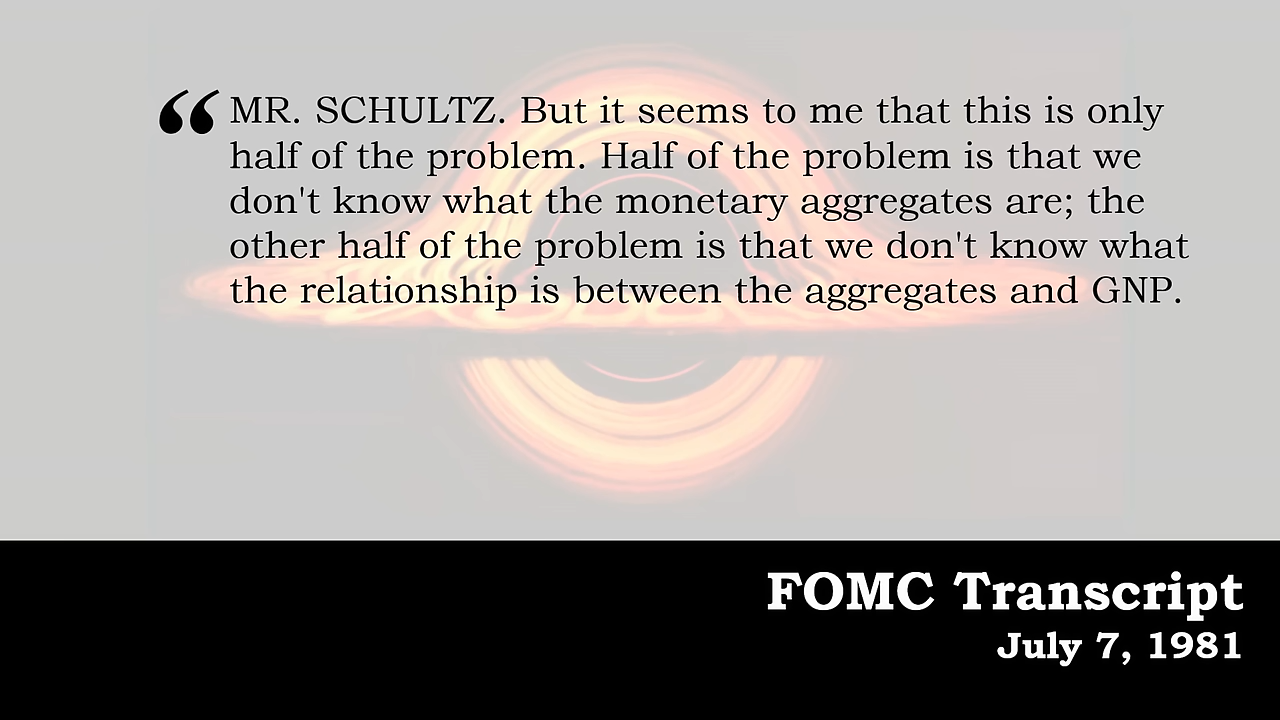 “MR. SCHULTZ. But it seems to me that this is only
half of the problem. Half of the problem is that we
don't know what the monetary aggregates are; the
other half of the problem is that we don't know what
the relationship is between the aggregates and GNP.
FOMC Transcript
July 7, 1981